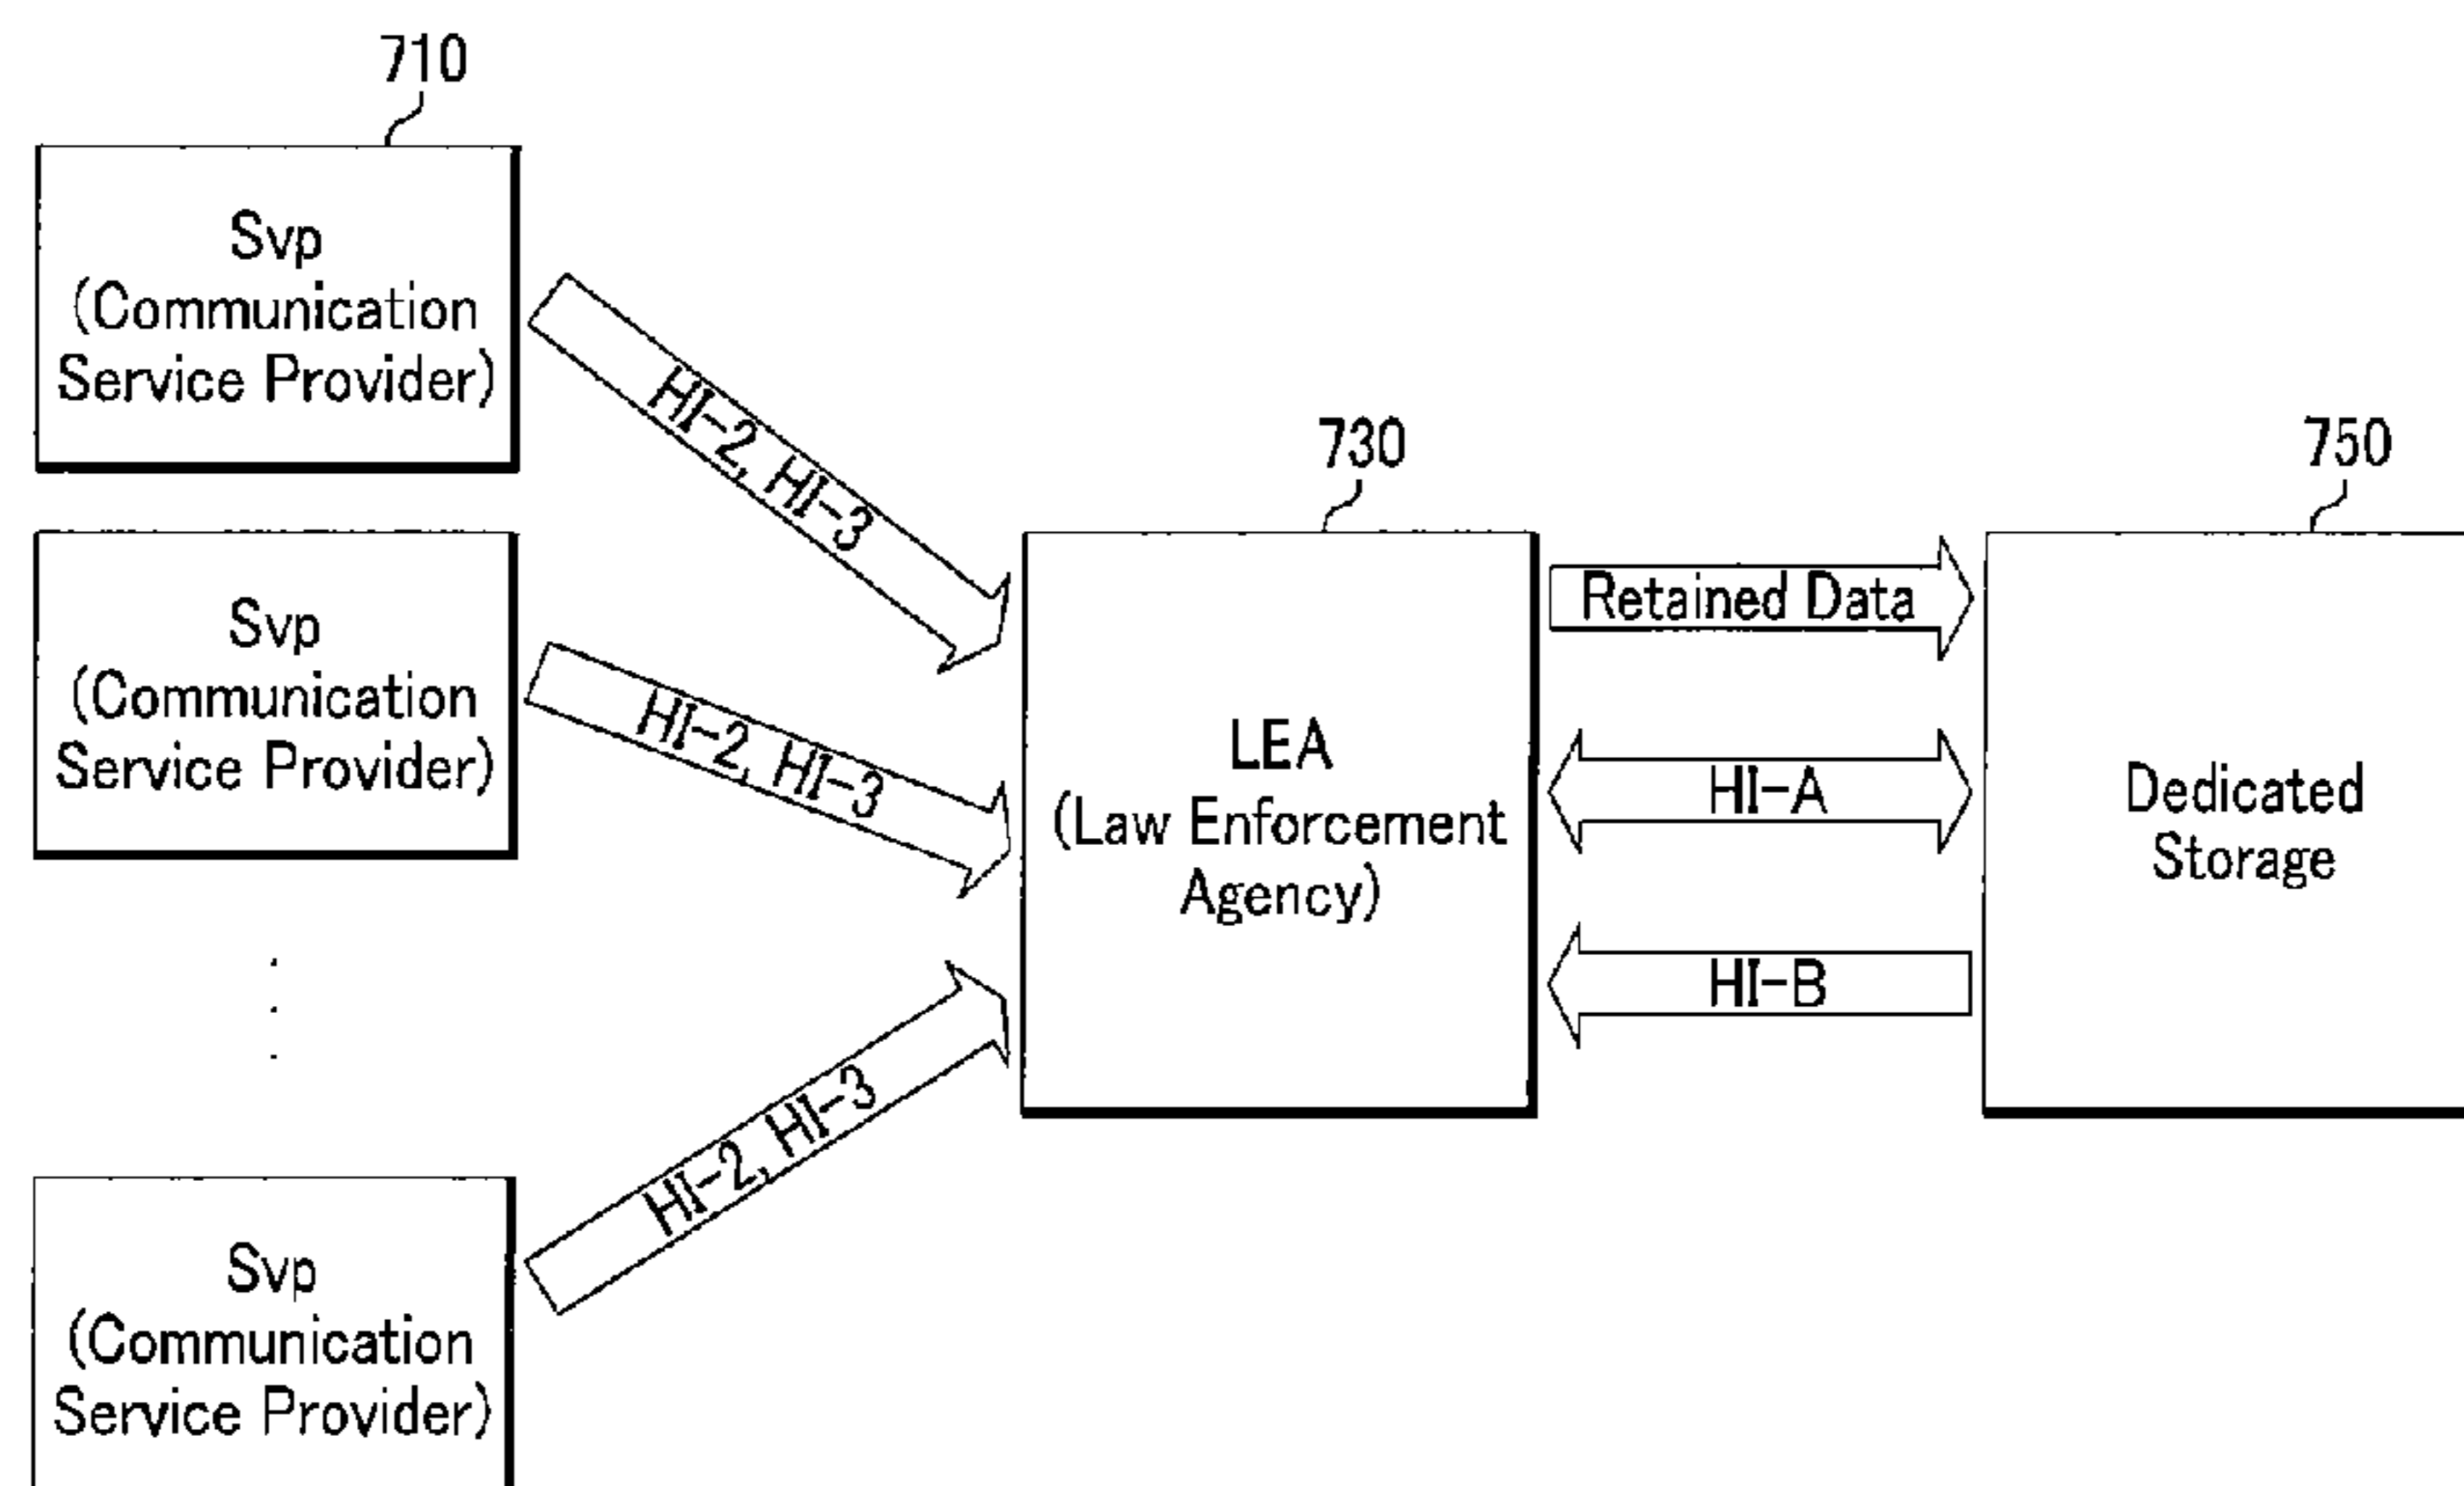 710
Svp
(Communication
Service Provider)
HI-2, HI-3
730
750
Svp
(Communication
Service Provider)
HI-2, HI-3
LEA
(Law Enforcement
Agency)
Retained Data
HI-A
HI-B
Dedicated
Storage
HI-2, HI-3
Svp
(Communication
Service Provider)